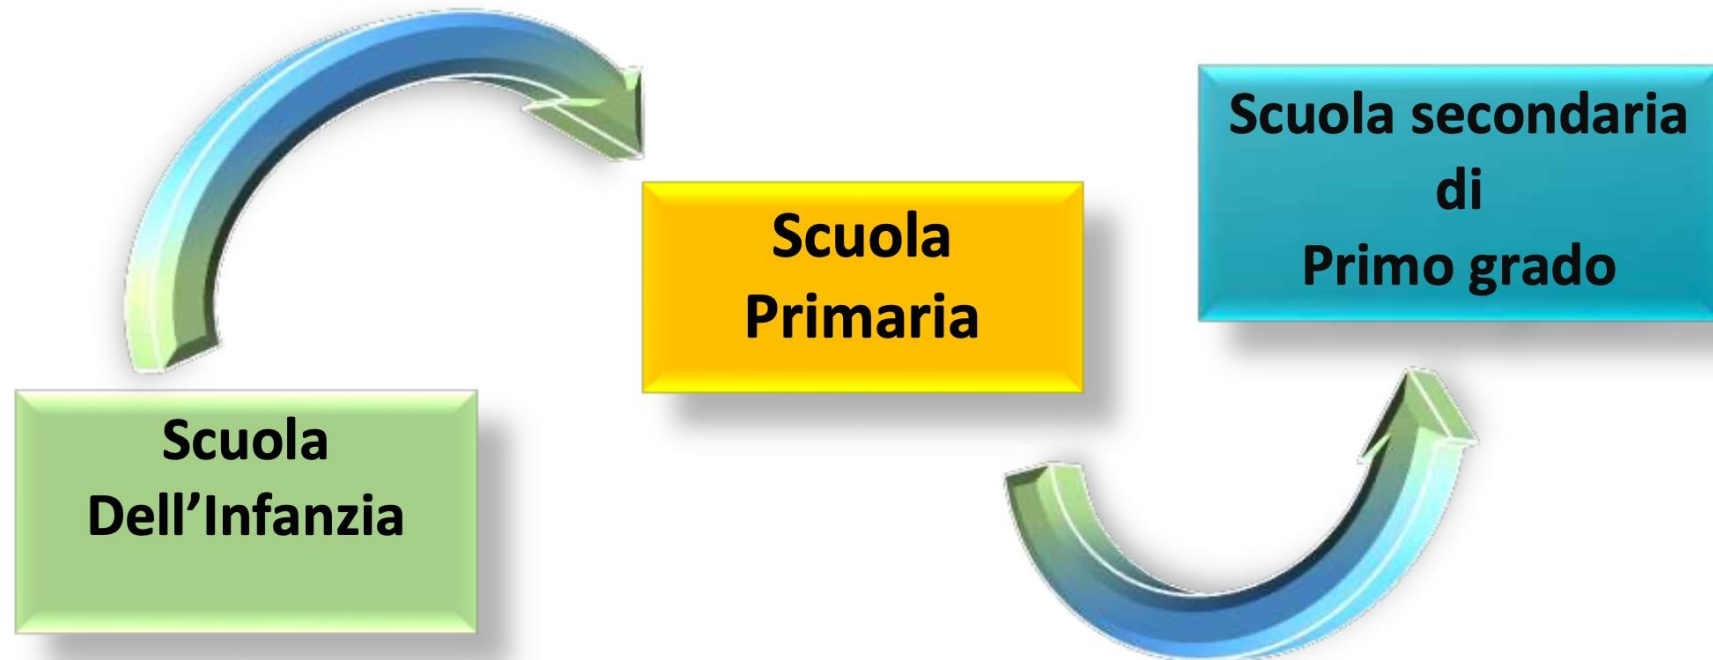 Scuola
Dell’Infanzia
Scuola
Primaria
Scuola secondaria
di
Primo grado